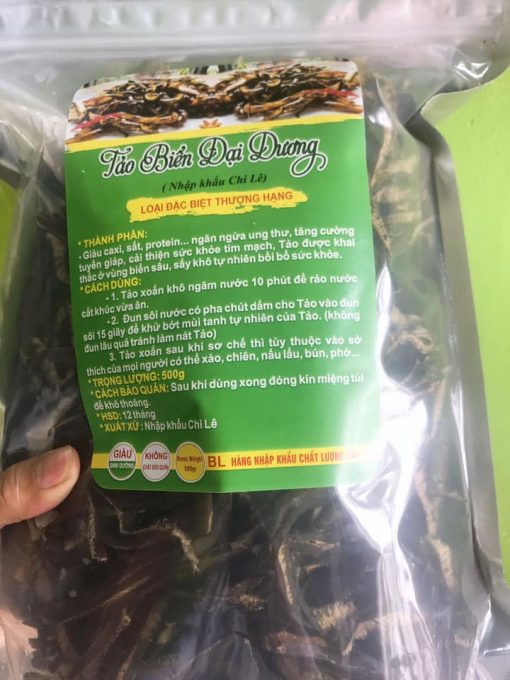 Tảo Biển Đại Dương
( Nhập khẩu Chi Lê )
LOẠI ĐẶC BIỆT THƯỢNG HẠNG
* THÀNH PHẦN:
- Giàu caxi, sắt, protein... ngăn ngừa ung thư, tăng cường
tuyến giáp, cải thiện sức khỏe tim mạch, Tảo được khai
thác ở vùng biển sâu, sấy khô tự nhiên bồi bổ sức khỏe.
* CÁCH DÙNG:
- 1. Tảo xoắn khô ngâm nước 10 phút để ráo nước
cắt khúc vừa ăn.
-2. Đun sôi nước có pha chút dấm cho Tảo vào đun
sôi 15 giây để khử bớt mùi tanh tự nhiên của Tảo. (không
đun lâu quá tránh làm nát Tảo)
3. Tảo xoắn sau khi sơ chế thì tùy thuộc vào sở
thích của mọi người có thể xào, chiên, nấu lẩu, bún, phở...
* TRỌNG LƯỢNG: 500g
* CÁCH BẢO QUẢN: Sau khi dùng xong đóng kín miệng túi
để khô thoáng.
* HSD: 12 tháng
* XUẤT XỨ: Nhập khẩu Chi Lê
GIÀU
DINH DƯỠNG
KHÔNG
CHẤT BẢO QUẢN
500gr
BL HÀNG NHẬP KHẨU CHẤT LƯỢNG